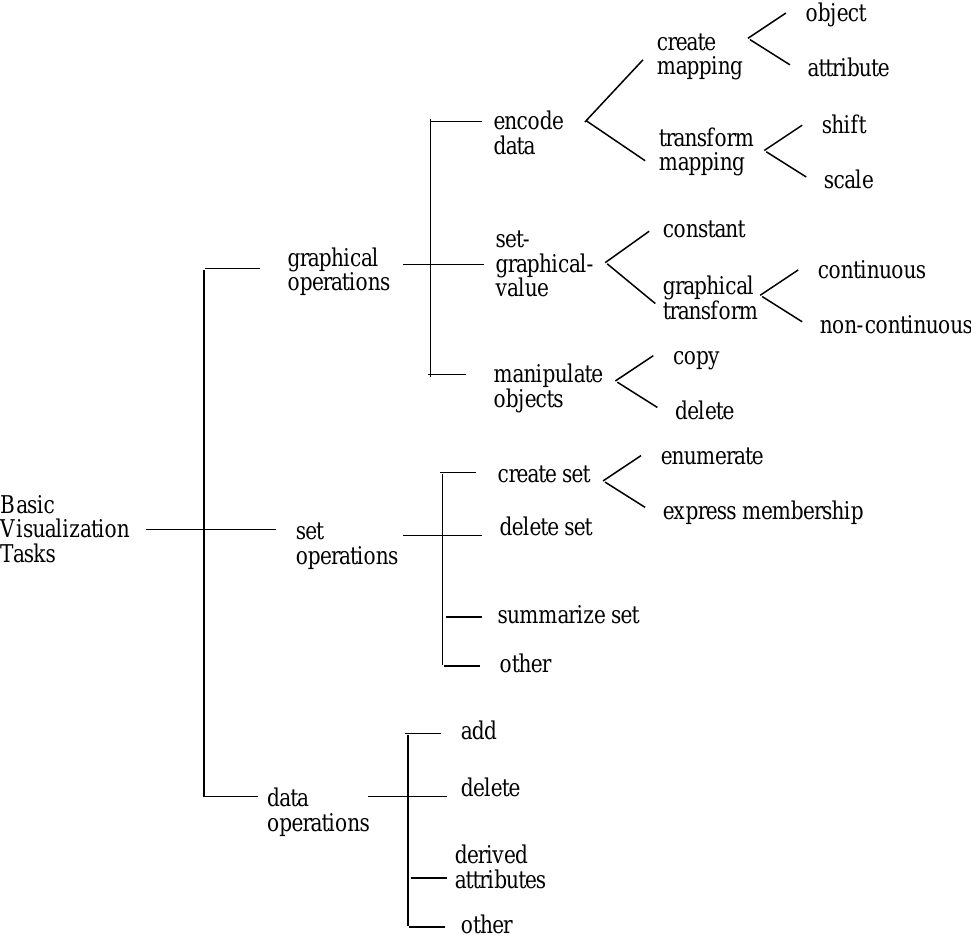 object
create
mapping
attribute
encode
data
shift
transform
mapping
scale
constant
set-
graphical-
value
graphical
operations
continuous
graphical
transform
non-continuous
copy
manipulate
objects
delete
enumerate
create set
express membership
delete set
Basic
Visualization
Tasks
set
operations
summarize set
other
add
delete
data
operations
derived
attributes
other